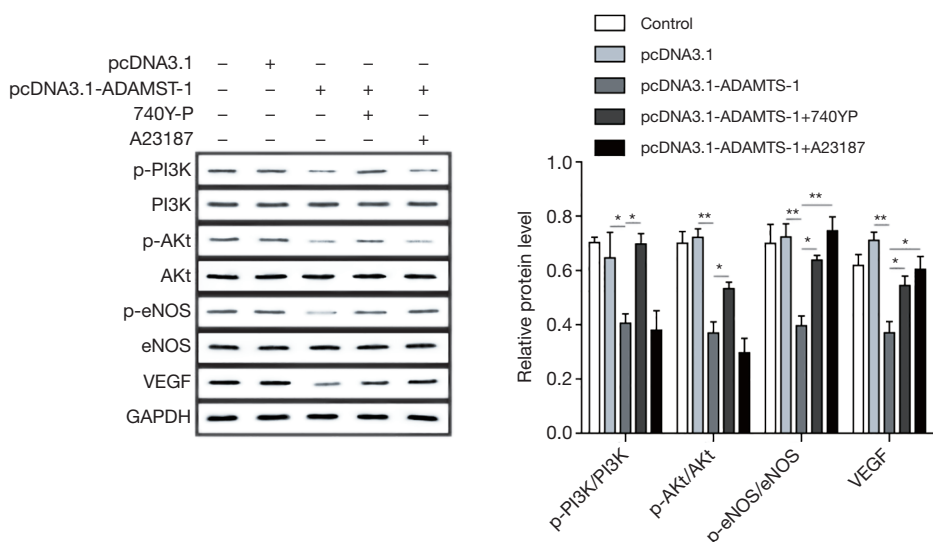 pcDNA3.1 – + – – –
pcDNA3.1-ADAMST-1 – – + + +
740Y-P – – – + –
A23187 – – – – +
p-PI3K
PI3K
p-AKt
AKt
p-eNOS
eNOS
VEGF
GAPDH
Control
pcDNA3.1
pcDNA3.1-ADAMTS-1
pcDNA3.1-ADAMTS-1+740YP
pcDNA3.1-ADAMTS-1+A23187
Relative protein level
1.0
0.8
0.6
0.4
0.2
0.0
* *
** *
** * **
** * *
p-PI3K/PI3K
p-AKt/AKt
p-eNOS/eNOS
VEGF